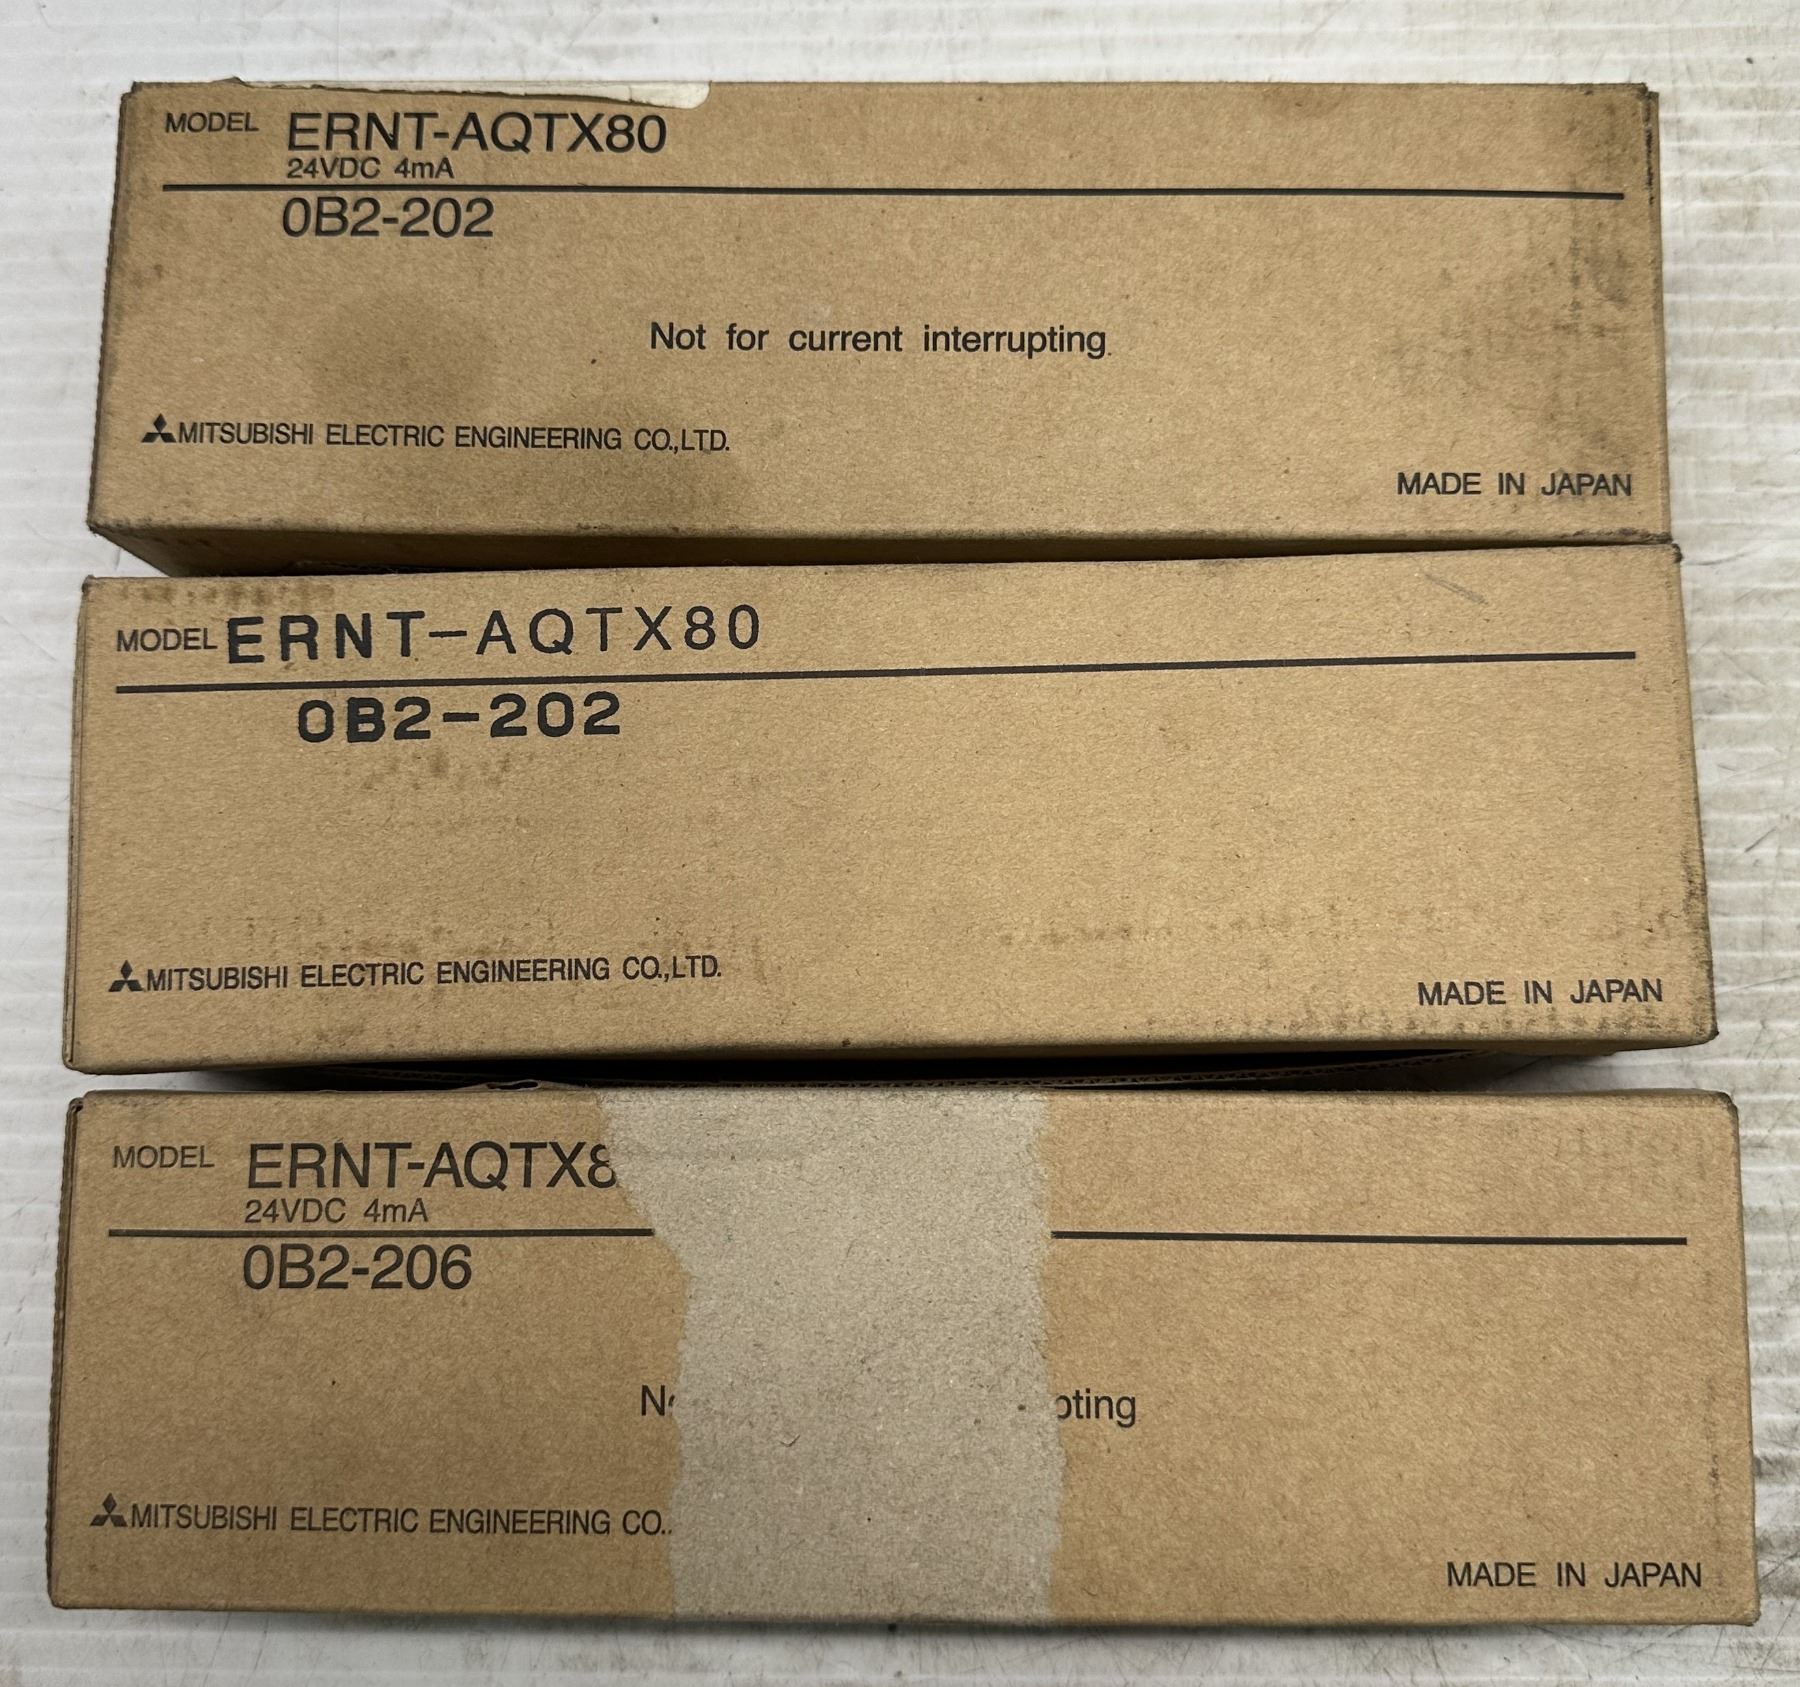 MODEL ERNT-AQTX80
24VDC 4mA
0B2-202
Not for current interrupting.
MITSUBISHI ELECTRIC ENGINEERING CO.,LTD.
MADE IN JAPAN
MODEL ERNT-AQTX80
0B2-202
MITSUBISHI ELECTRIC ENGINEERING CO.,LTD.
MADE IN JAPAN
MODEL ERNT-AQTX8
24VDC 4mA
0B2-206
pting
MITSUBISHI ELECTRIC ENGINEERING CO.
MADE IN JAPAN